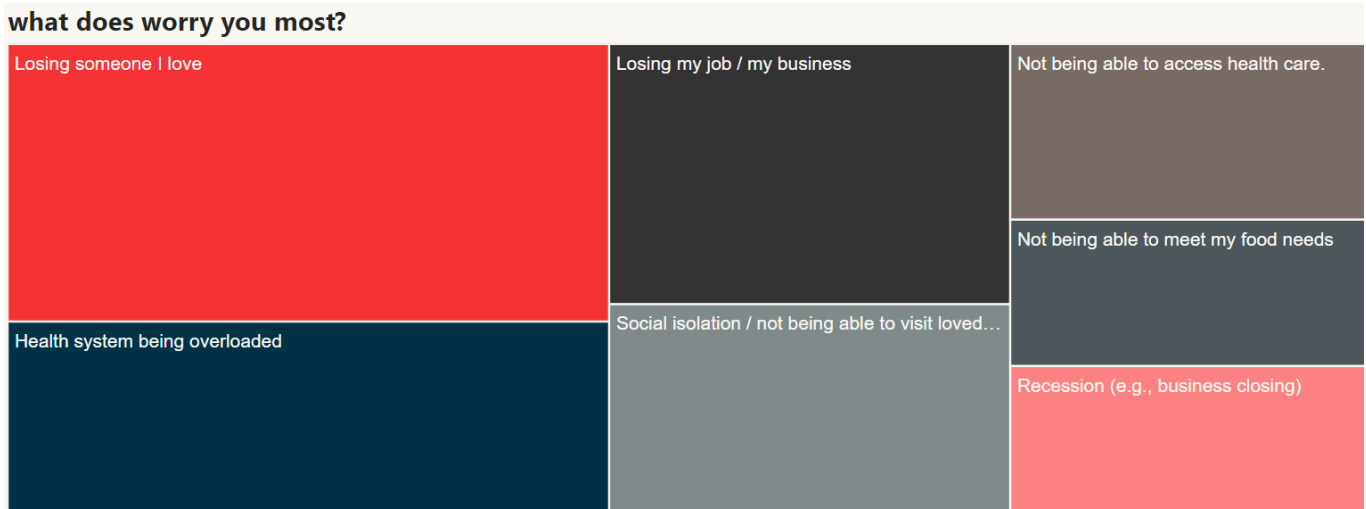 what does worry you most?
Losing someone I love
Losing my job / my business
Not being able to access health care.
Not being able to meet my food needs
Health system being overloaded
Social isolation / not being able to visit loved…
Recession (e.g., business closing)